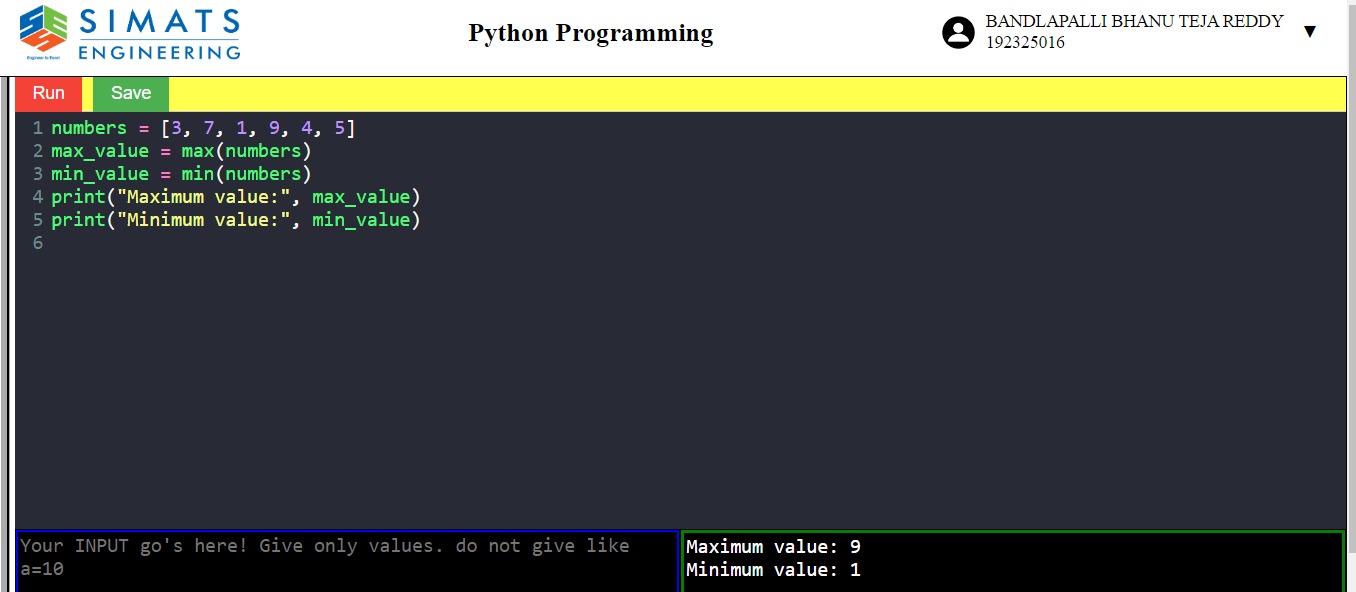 SIMATS
ENGINEERING
Engineer to Excel
Python Programming
BANDLAPALLI BHANU TEJA REDDY
192325016
Run
Save
1 numbers = [3, 7, 1, 9, 4, 5]
2 max_value = max(numbers)
3 min_value = min(numbers)
4 print("Maximum value:", max_value)
5 print("Minimum value:", min_value)
6
Your INPUT go's here! Give only values. do not give like
a=10
Maximum value: 9
Minimum value: 1